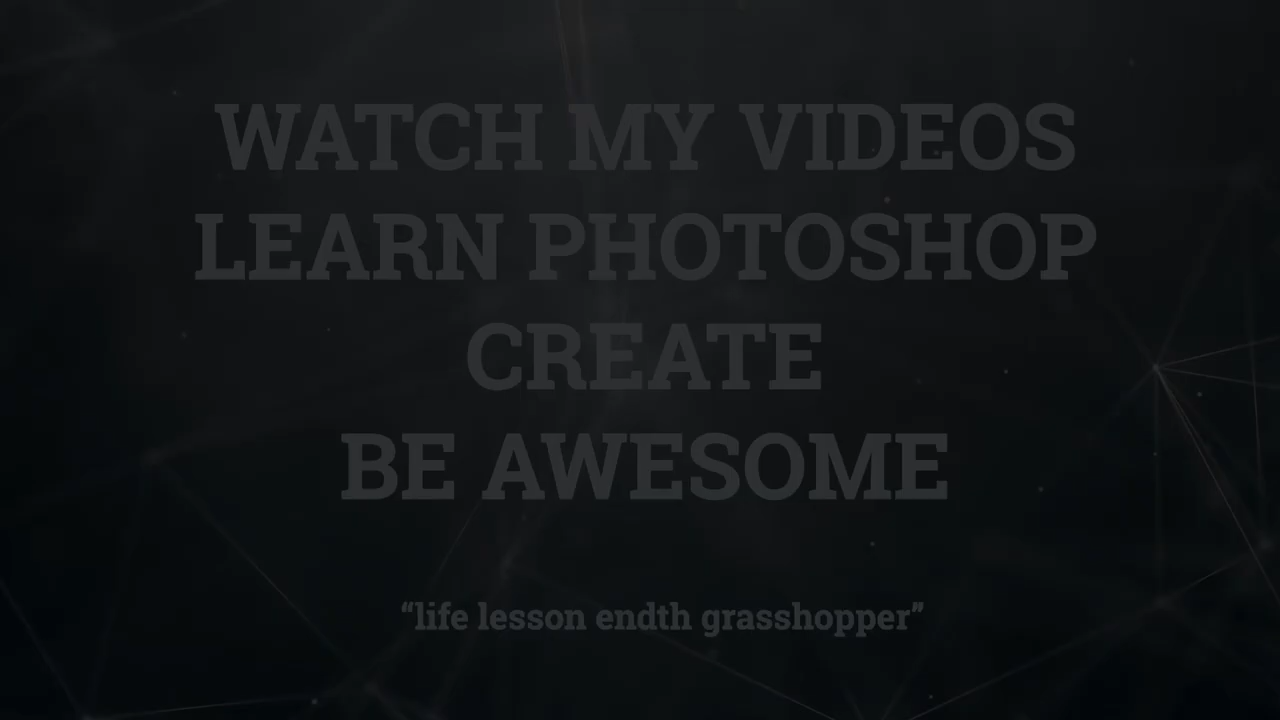 WATCH MY VIDEOS
LEARN PHOTOSHOP
CREATE
BE AWESOME
“life lesson endth grasshopper”